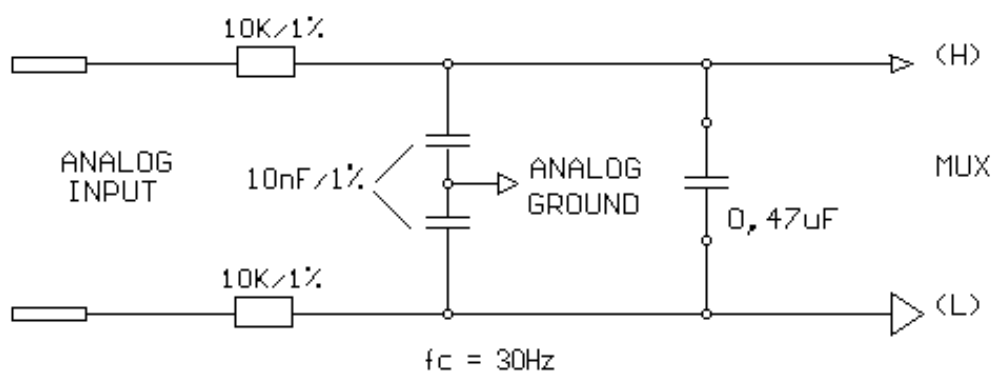 10K/1%
(H)
ANALOG
INPUT
10nF/1%
ANALOG
GROUND
MUX
0,47uF
10K/1%
(L)
fc = 30Hz